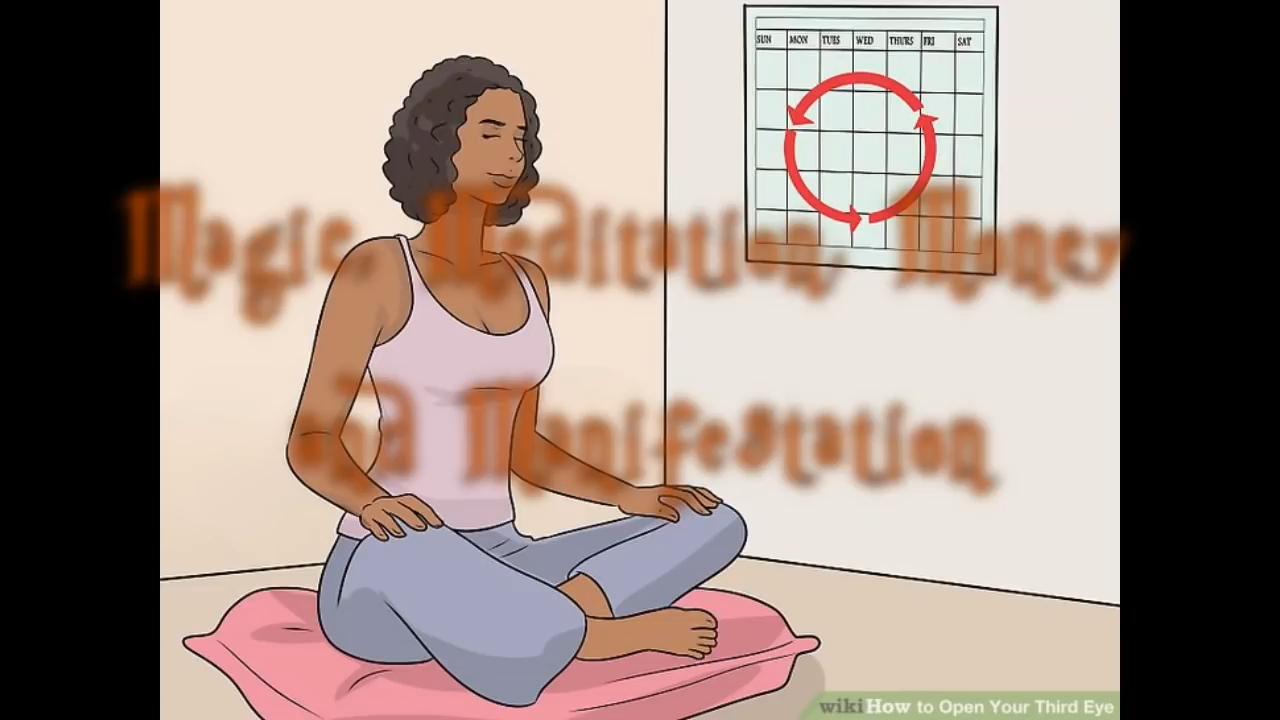 SUN MON TUES WED THURS FRI SAT
Magic, Meditation, Money
and Manifestation
wikiHow to Open Your Third Eye